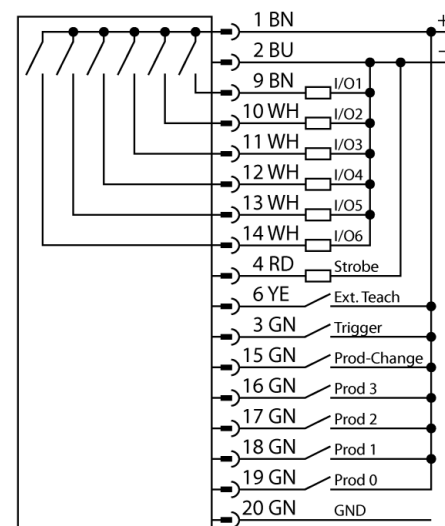 1 BN +
2 BU –
9 BN I/O1
10 WH I/O2
11 WH I/O3
12 WH I/O4
13 WH I/O5
14 WH I/O6
4 RD Strobe
6 YE Ext. Teach
3 GN Trigger
15 GN Prod-Change
16 GN Prod 3
17 GN Prod 2
18 GN Prod 1
19 GN Prod 0
20 GN GND